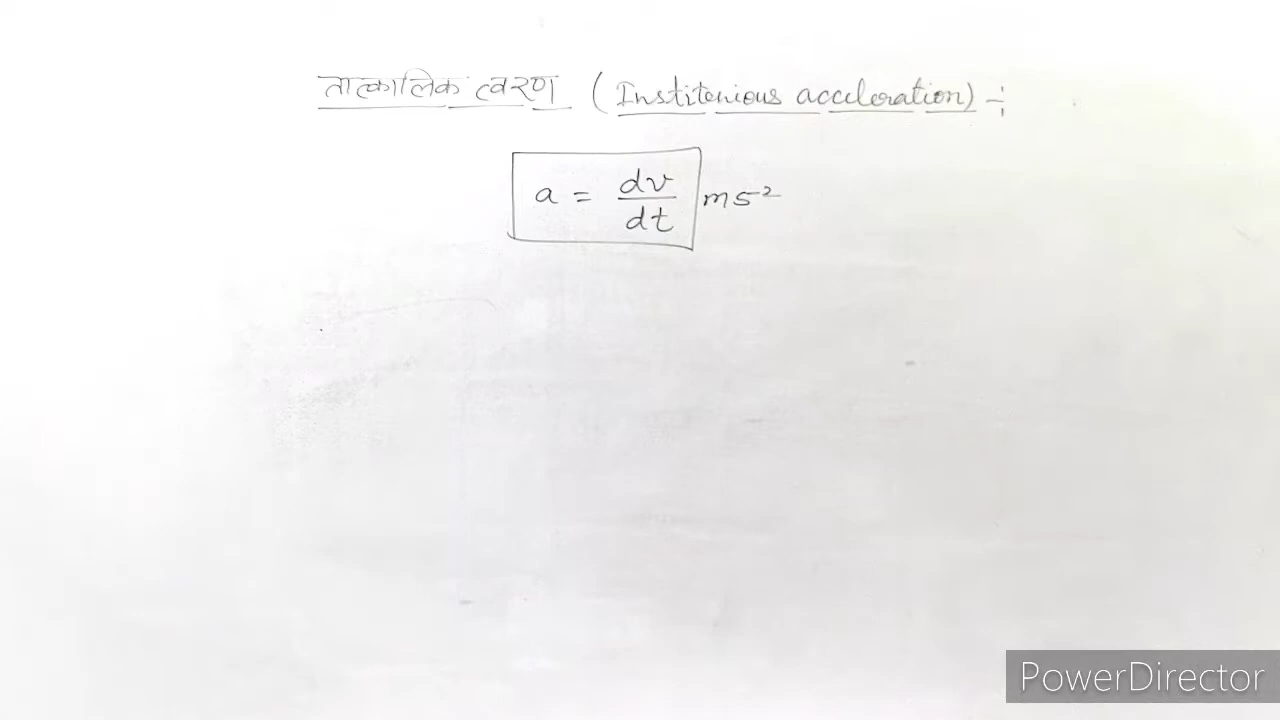 तात्कालिक त्वरण (Institenious acceleration) ÷
a = dv/dt ms⁻²
PowerDirector